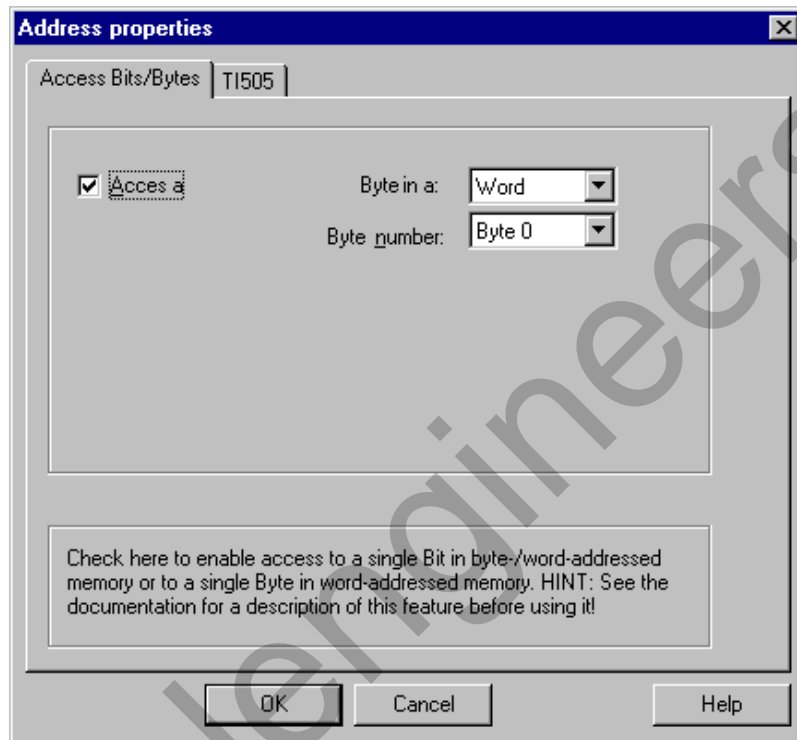 Address properties
Access Bits/Bytes
TI505
Acces a
Byte in a:
Word
Byte number:
Byte 0
Check here to enable access to a single Bit in byte-/word-addressed
memory or to a single Byte in word-addressed memory. HINT: See the
documentation for a description of this feature before using it!
OK
Cancel
Help
lengineers